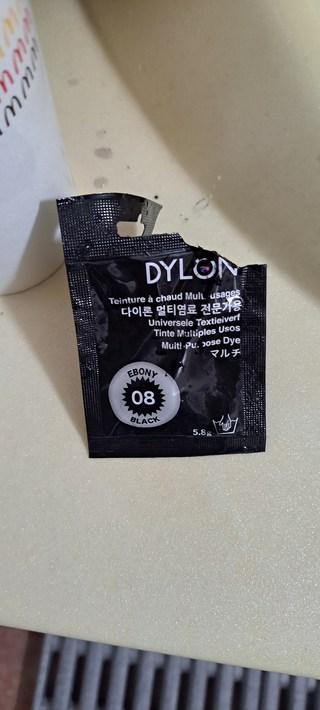 DYLON
Teinture à chaud Multi usages
다이론 멀티염료 전문가용
Universele Textielverf
Tinte Multiples Usos
Multi-Purpose Dye
マルチ
EBONY
08
BLACK
5.8g